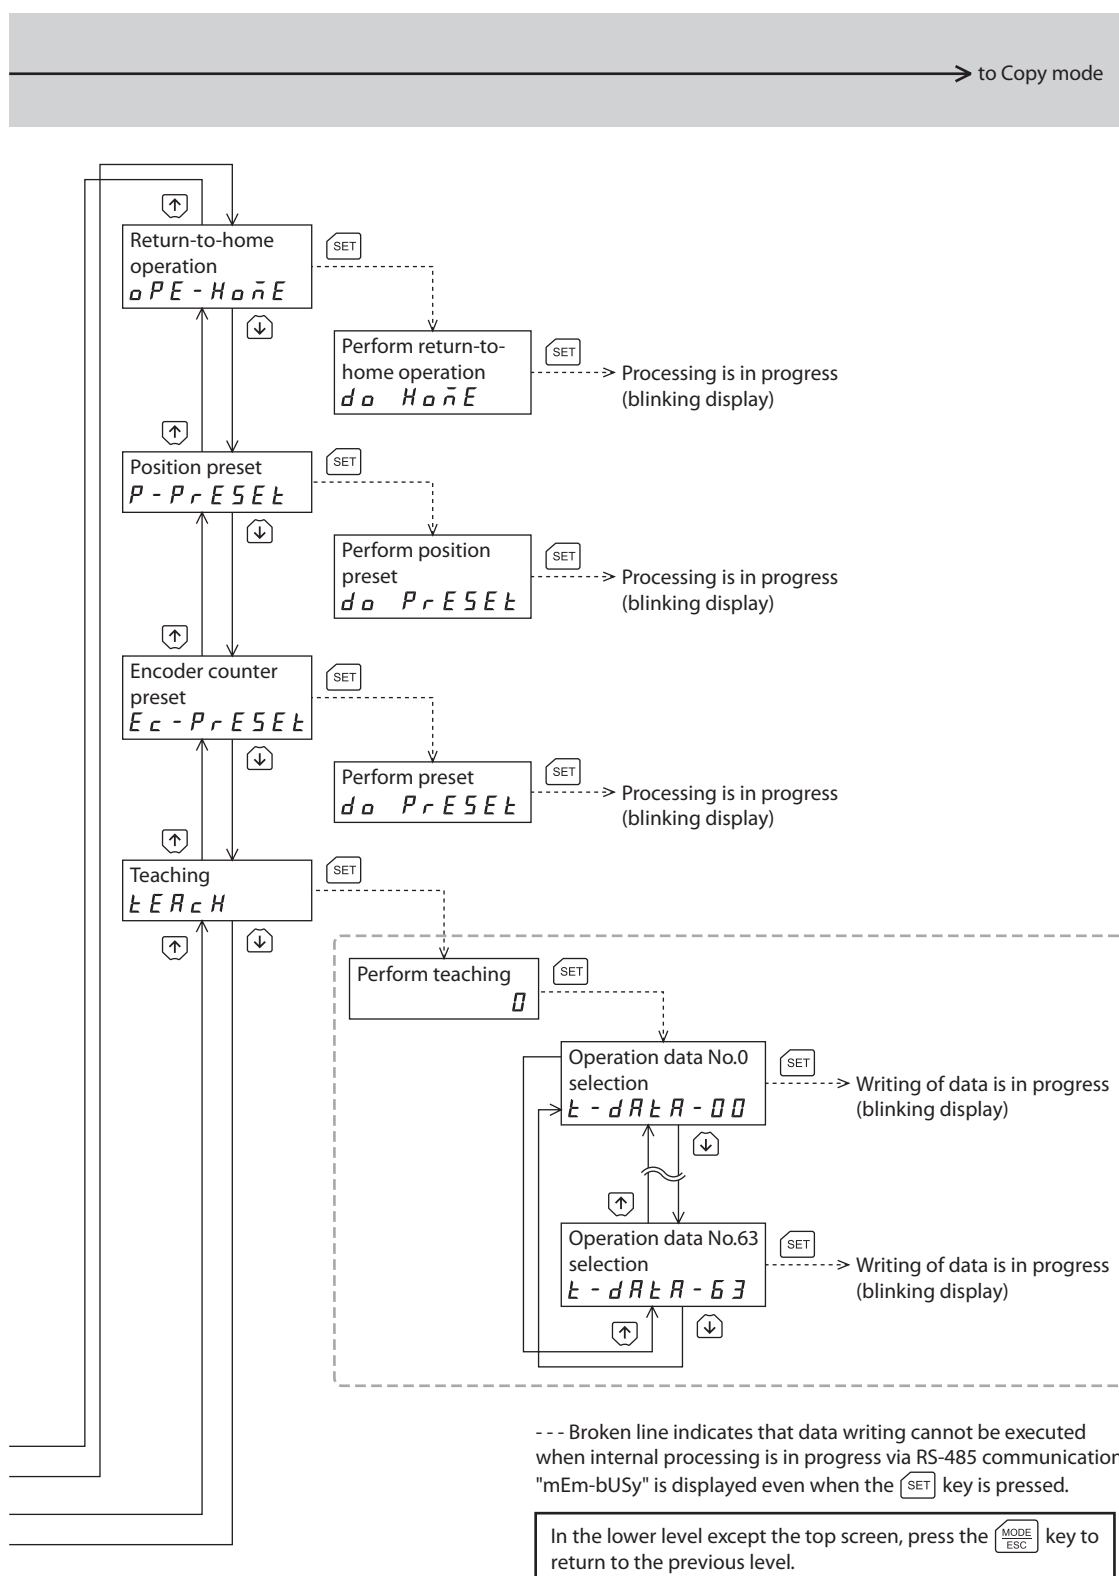 to Copy mode
Return-to-home
operation
oPE-HomE
SET
Perform return-to-
home operation
do HomE
SET
Processing is in progress
(blinking display)
Position preset
P-PrESEt
SET
Perform position
preset
do PrESEt
SET
Processing is in progress
(blinking display)
Encoder counter
preset
Ec-PrESEt
SET
Perform preset
do PrESEt
SET
Processing is in progress
(blinking display)
Teaching
tEAcH
SET
Perform teaching
0
SET
Operation data No.0
selection
t-dAtA-00
SET
Writing of data is in progress
(blinking display)
Operation data No.63
selection
t-dAtA-63
SET
Writing of data is in progress
(blinking display)
- - - Broken line indicates that data writing cannot be executed
when internal processing is in progress via RS-485 communication
"mEm-bUSy" is displayed even when the SET key is pressed.
In the lower level except the top screen, press the MODE ESC key to
return to the previous level.